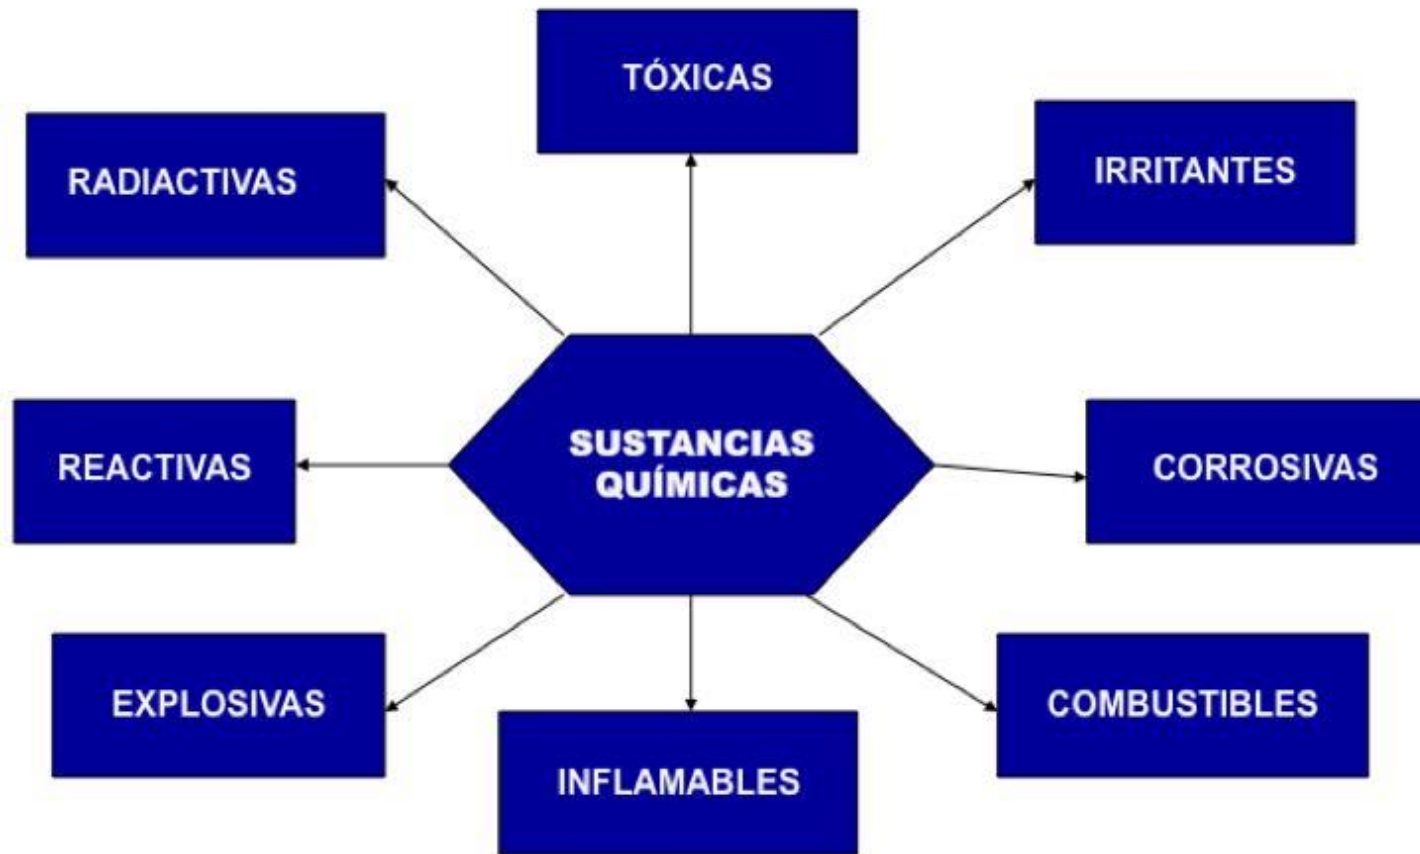 TÓXICAS
RADIACTIVAS
IRRITANTES
SUSTANCIAS
QUÍMICAS
REACTIVAS
CORROSIVAS
EXPLOSIVAS
COMBUSTIBLES
INFLAMABLES